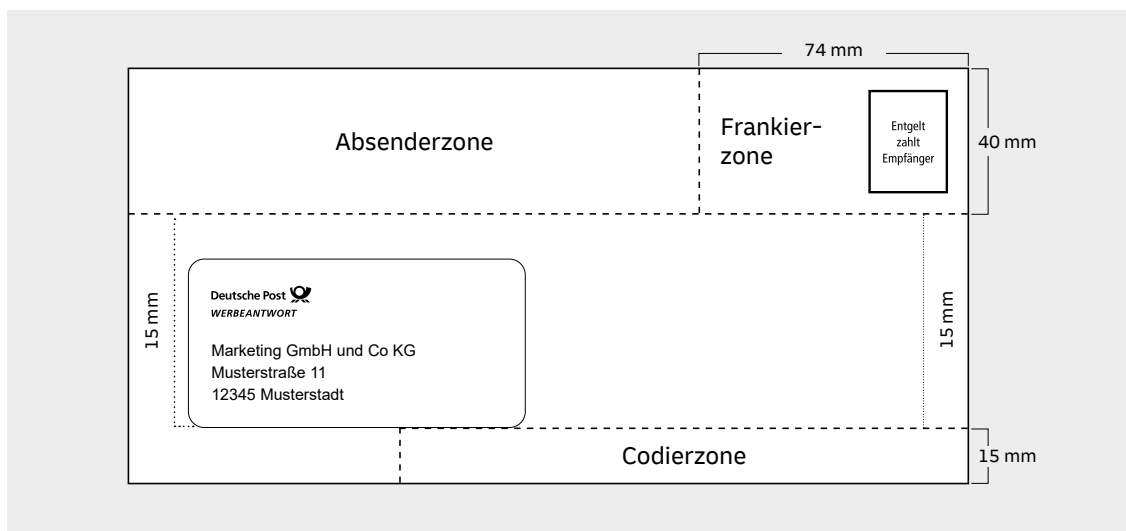 74 mm
Absenderzone
Frankier-
zone
Entgelt
zahlt
Empfänger
40 mm
15 mm
Deutsche Post
WERBEANTWORT
Marketing GmbH und Co KG
Musterstraße 11
12345 Musterstadt
15 mm
Codierzone
15 mm